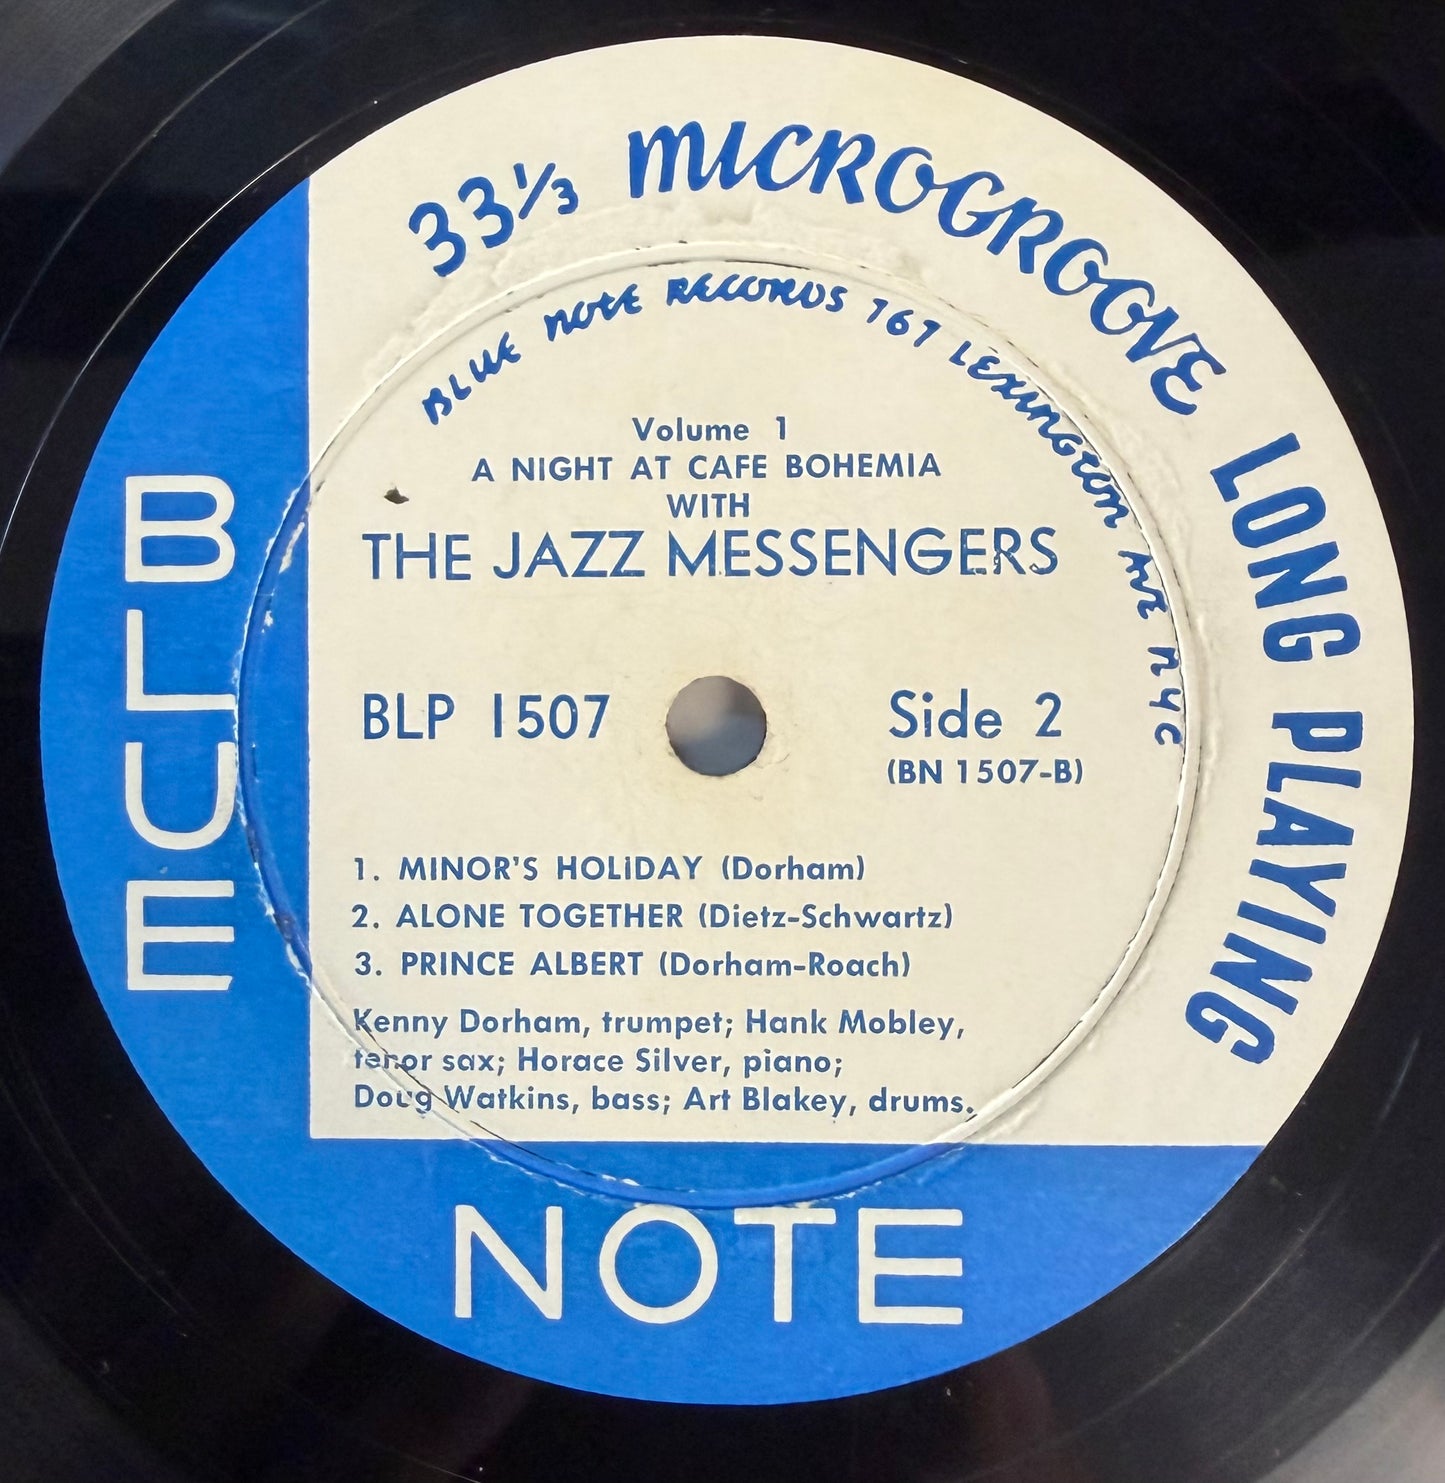 33 1/3 MICROGROOVE LONG PLAYING
BLUE NOTE RECORDS 767 LEXINGTON AVE NYC
Volume 1
A NIGHT AT CAFE BOHEMIA
WITH
THE JAZZ MESSENGERS
BLP 1507
Side 2
(BN 1507-B)
1. MINOR'S HOLIDAY (Dorham)
2. ALONE TOGETHER (Dietz-Schwartz)
3. PRINCE ALBERT (Dorham-Roach)
Kenny Dorham, trumpet; Hank Mobley,
tenor sax; Horace Silver, piano;
Doug Watkins, bass; Art Blakey, drums.
BLUE
NOTE